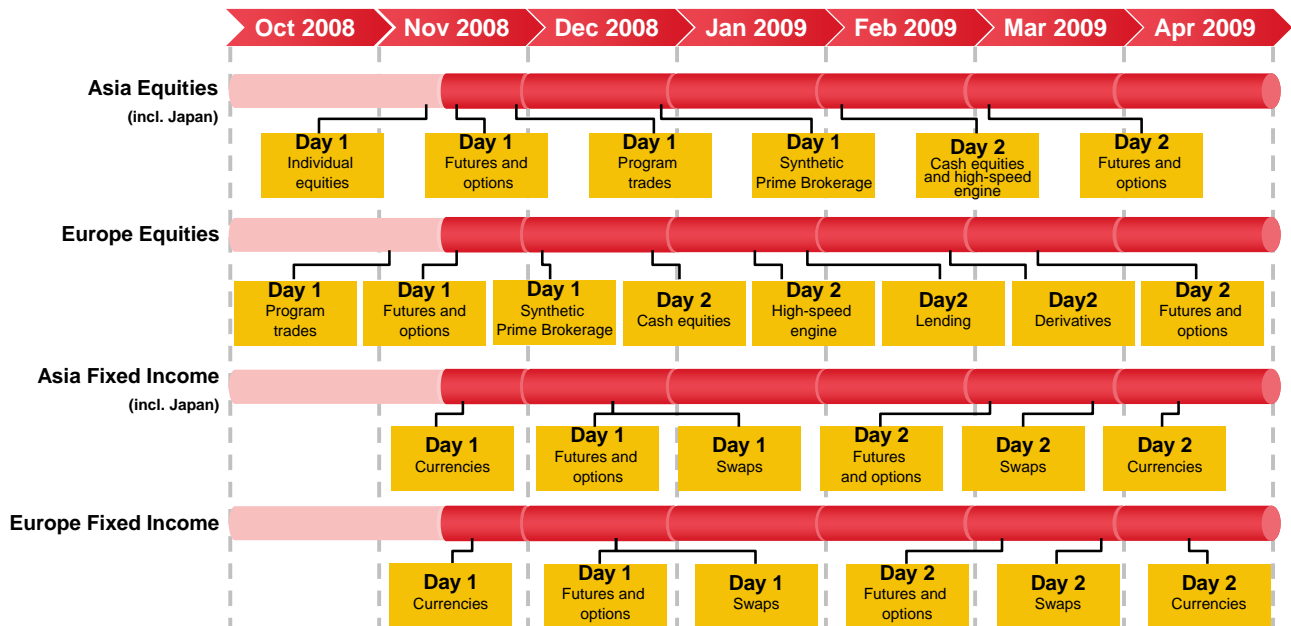 Oct 2008
Nov 2008
Dec 2008
Jan 2009
Feb 2009
Mar 2009
Apr 2009
Asia Equities
(incl. Japan)
Day 1
Individual
equities
Day 1
Futures and
options
Day 1
Program
trades
Day 1
Synthetic
Prime Brokerage
Day 2
Cash equities
and high-speed
engine
Day 2
Futures and
options
Europe Equities
Day 1
Program
trades
Day 1
Futures and
options
Day 1
Synthetic
Prime Brokerage
Day 2
Cash equities
Day 2
High-speed
engine
Day2
Lending
Day2
Derivatives
Day 2
Futures and
options
Asia Fixed Income
(incl. Japan)
Day 1
Currencies
Day 1
Futures and
options
Day 1
Swaps
Day 2
Futures
and options
Day 2
Swaps
Day 2
Currencies
Europe Fixed Income
Day 1
Currencies
Day 1
Futures and
options
Day 1
Swaps
Day 2
Futures and
options
Day 2
Swaps
Day 2
Currencies